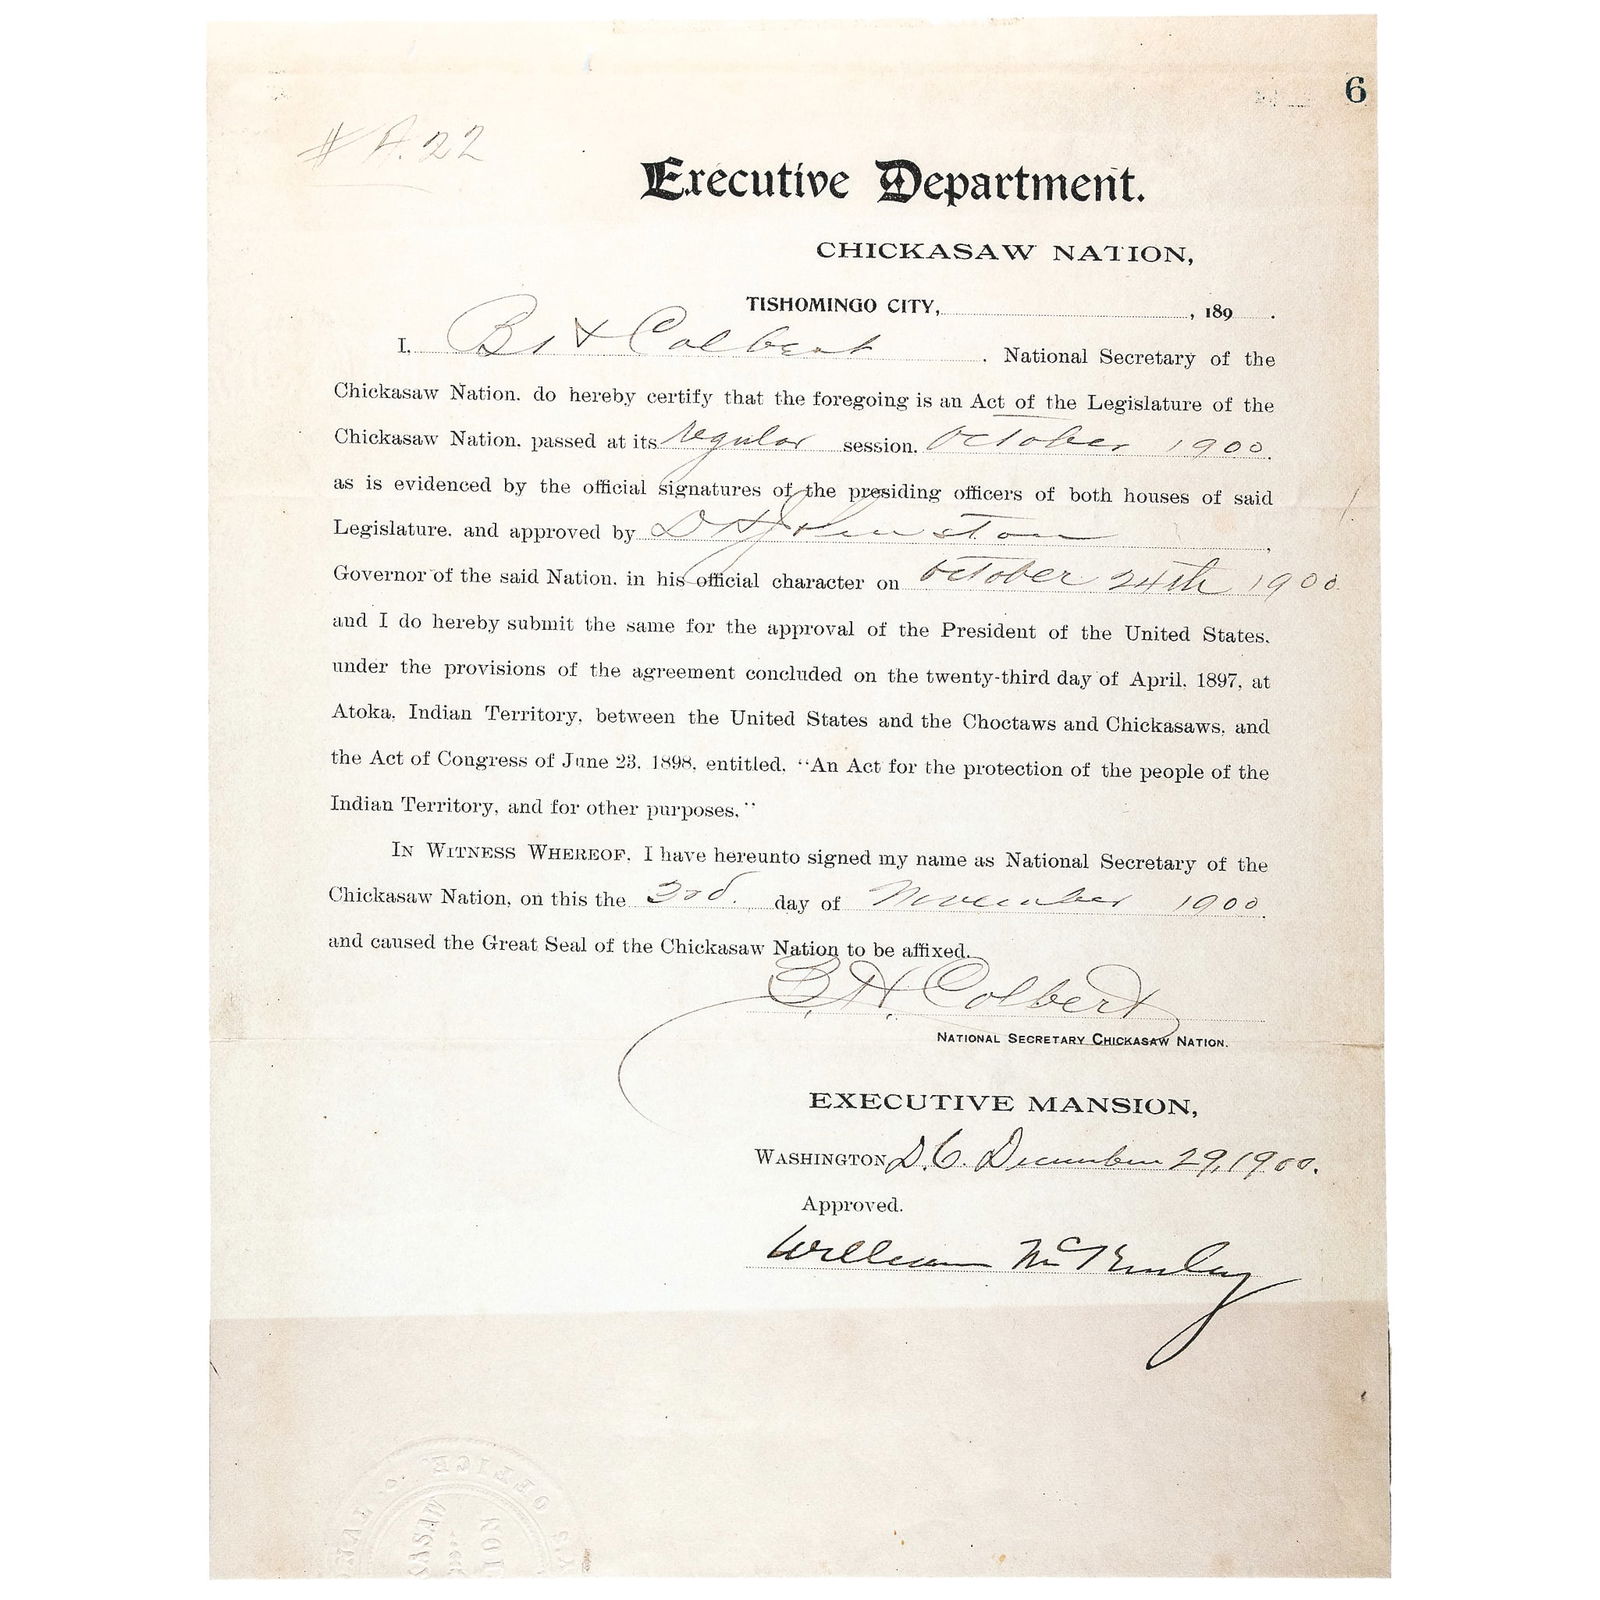 6
# A. 22
Executive Department.
CHICKASAW NATION,
TISHOMINGO CITY, , 189 .
I, B H Colbert . National Secretary of the
Chickasaw Nation, do hereby certify that the foregoing is an Act of the Legislature of the
Chickasaw Nation, passed at its regular session, October 1900.
as is evidenced by the official signatures of the presiding officers of both houses of said
Legislature, and approved by D H Johnston ,
Governor of the said Nation, in his official character on October 24th 1900
and I do hereby submit the same for the approval of the President of the United States,
under the provisions of the agreement concluded on the twenty-third day of April, 1897, at
Atoka, Indian Territory, between the United States and the Choctaws and Chickasaws, and
the Act of Congress of June 23, 1898, entitled, "An Act for the protection of the people of the
Indian Territory, and for other purposes."
IN WITNESS WHEREOF, I have hereunto signed my name as National Secretary of the
Chickasaw Nation, on this the 3rd. day of November 1900.
and caused the Great Seal of the Chickasaw Nation to be affixed.
B. H. Colbert
NATIONAL SECRETARY CHICKASAW NATION.
EXECUTIVE MANSION,
WASHINGTON D.C. December 29, 1900.
Approved.
William McKinley